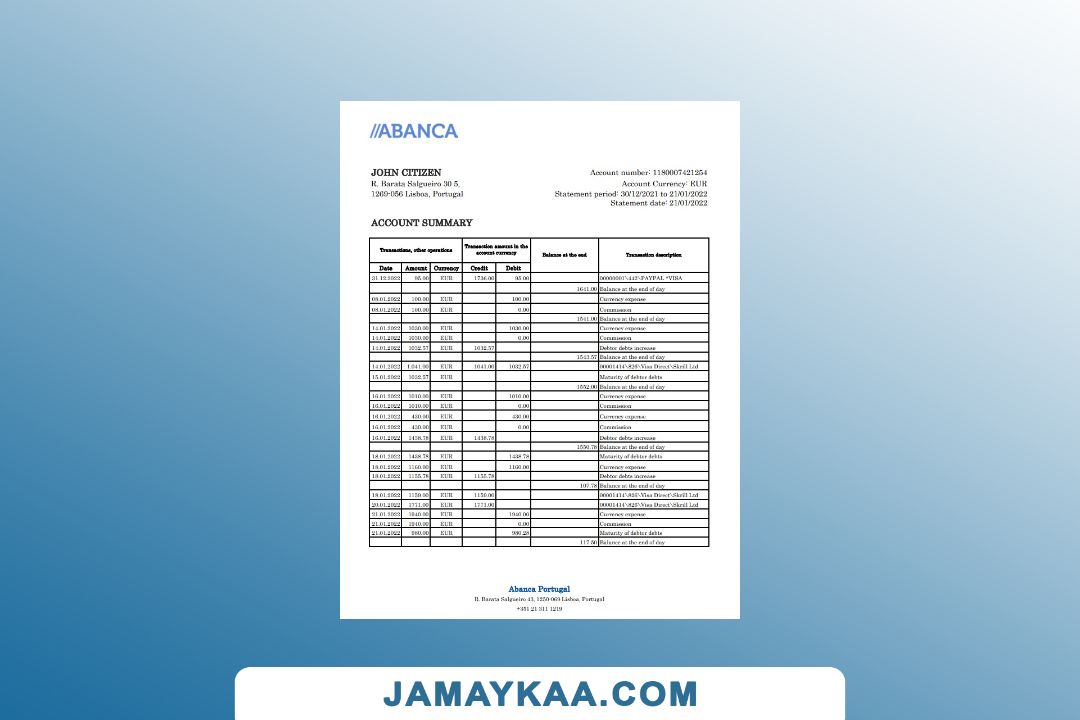 //ABANCA
JOHN CITIZEN
R. Barata Salgueiro 30 5,
1269-056 Lisboa, Portugal
Account number: 1180007421254
Account Currency: EUR
Statement period: 30/12/2021 to 21/01/2022
Statement date: 21/01/2022
ACCOUNT SUMMARY
Transactions, other operations Transaction amount in the account currency Balance at the end Transaction description
Date Amount Currency Credit Debit
31.12.2022 95.00 EUR 1736.00 95.00 00000001\442\PAYPAL *VISA
1641.00 Balance at the end of day
08.01.2022 100.00 EUR 100.00 Currency expense
08.01.2022 100.00 EUR 0.00 Commission
1541.00 Balance at the end of day
14.01.2022 1030.00 EUR 1030.00 Currency expense
14.01.2022 1030.00 EUR 0.00 Commission
14.01.2022 1032.57 EUR 1032.57 Debtor debts increase
1543.57 Balance at the end of day
14.01.2022 1.041.00 EUR 1041.00 1032.57 00001414\826\Visa Direct\Skrill Ltd
15.01.2022 1032.57 EUR Maturity of debtor debts
1552.00 Balance at the end of day
16.01.2022 1010.00 EUR 1010.00 Currency expense
16.01.2022 1010.00 EUR 0.00 Commission
16.01.2022 430.00 EUR 430.00 Currency expense
16.01.2022 430.00 EUR 0.00 Commission
16.01.2022 1438.78 EUR 1438.78 Debtor debts increase
1550.78 Balance at the end of day
18.01.2022 1438.78 EUR 1438.78 Maturity of debtor debts
18.01.2022 1160.00 EUR 1160.00 Currency expense
18.01.2022 1155.78 EUR 1155.78 Debtor debts increase
107.78 Balance at the end of day
19.01.2022 1159.00 EUR 1159.00 00001414\826\Visa Direct\Skrill Ltd
20.01.2022 1771.00 EUR 1771.00 00001414\826\Visa Direct\Skrill Ltd
21.01.2022 1940.00 EUR 1940.00 Currency expense
21.01.2022 1940.00 EUR 0.00 Commission
21.01.2022 980.00 EUR 980.28 Maturity of debtor debts
117.50 Balance at the end of day
Abanca Portugal
R. Barata Salgueiro 43, 1250-069 Lisboa, Portugal
+351 21 311 1219
JAMAYKAA.COM